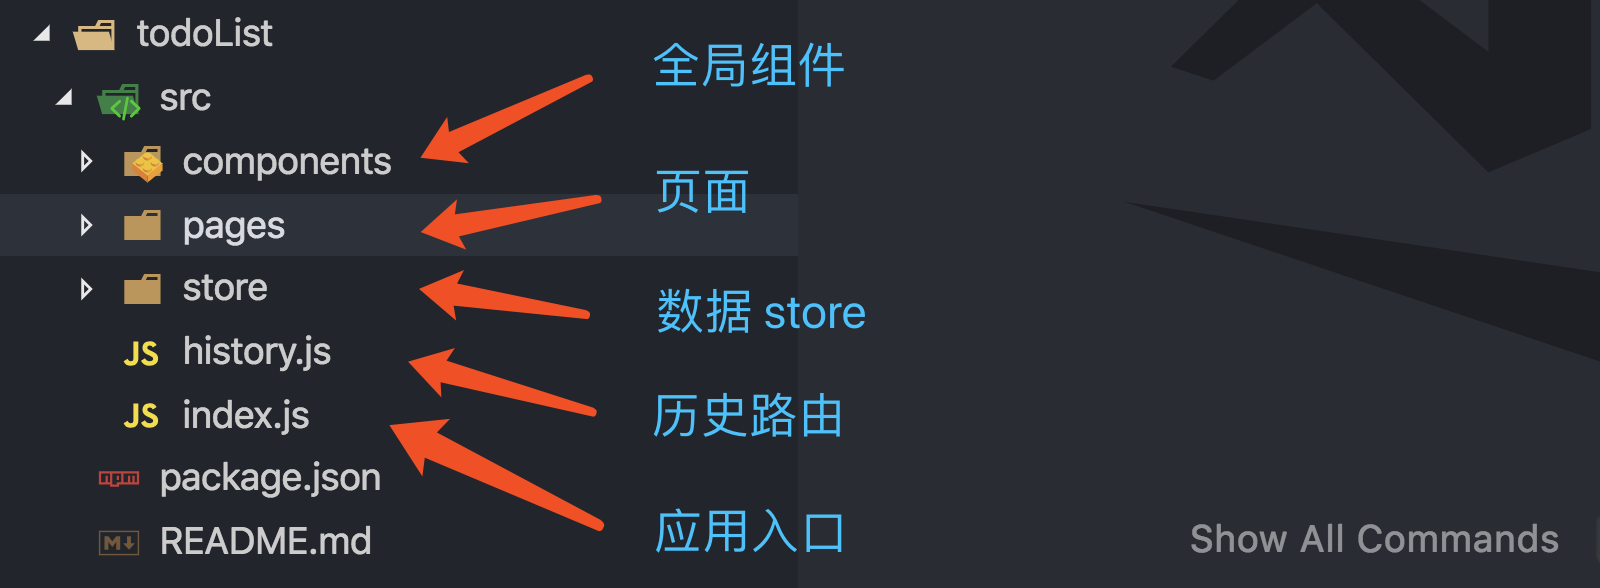 todoList
全局组件
src
components
页面
pages
store
数据 store
JS history.js
历史路由
JS index.js
package.json
应用入口
M↓ README.md
Show All Commands